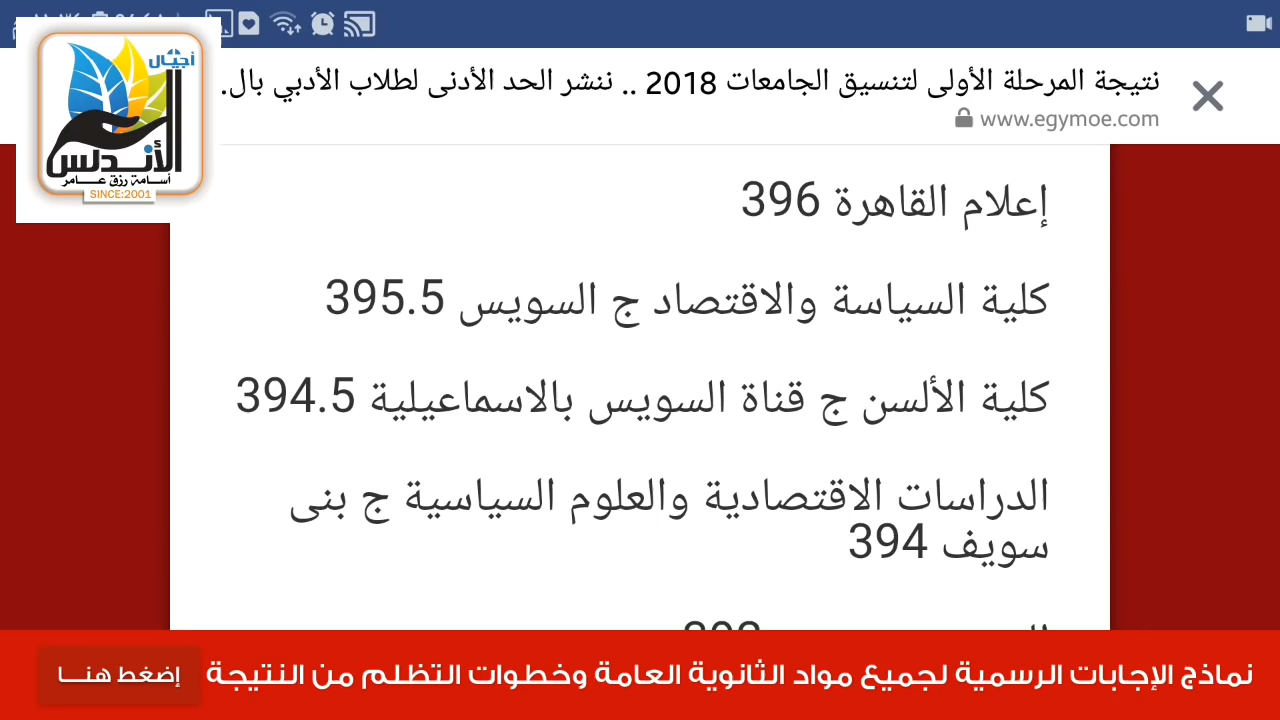 نتيجة المرحلة الأولى لتنسيق الجامعات 2018 .. ننشر الحد الأدنى لطلاب الأدبي بال.
www.egymoe.com
أجيال
الأندلس
أسامة رزق عامر
SINCE:2001
إعلام القاهرة 396
كلية السياسة والاقتصاد ج السويس 395.5
كلية الألسن ج قناة السويس بالاسماعيلية 394.5
الدراسات الاقتصادية والعلوم السياسية ج بنى
سويف 394
نماذج الإجابات الرسمية لجميع مواد الثانوية العامة وخطوات التظلم من النتيجة
إضغط هنا